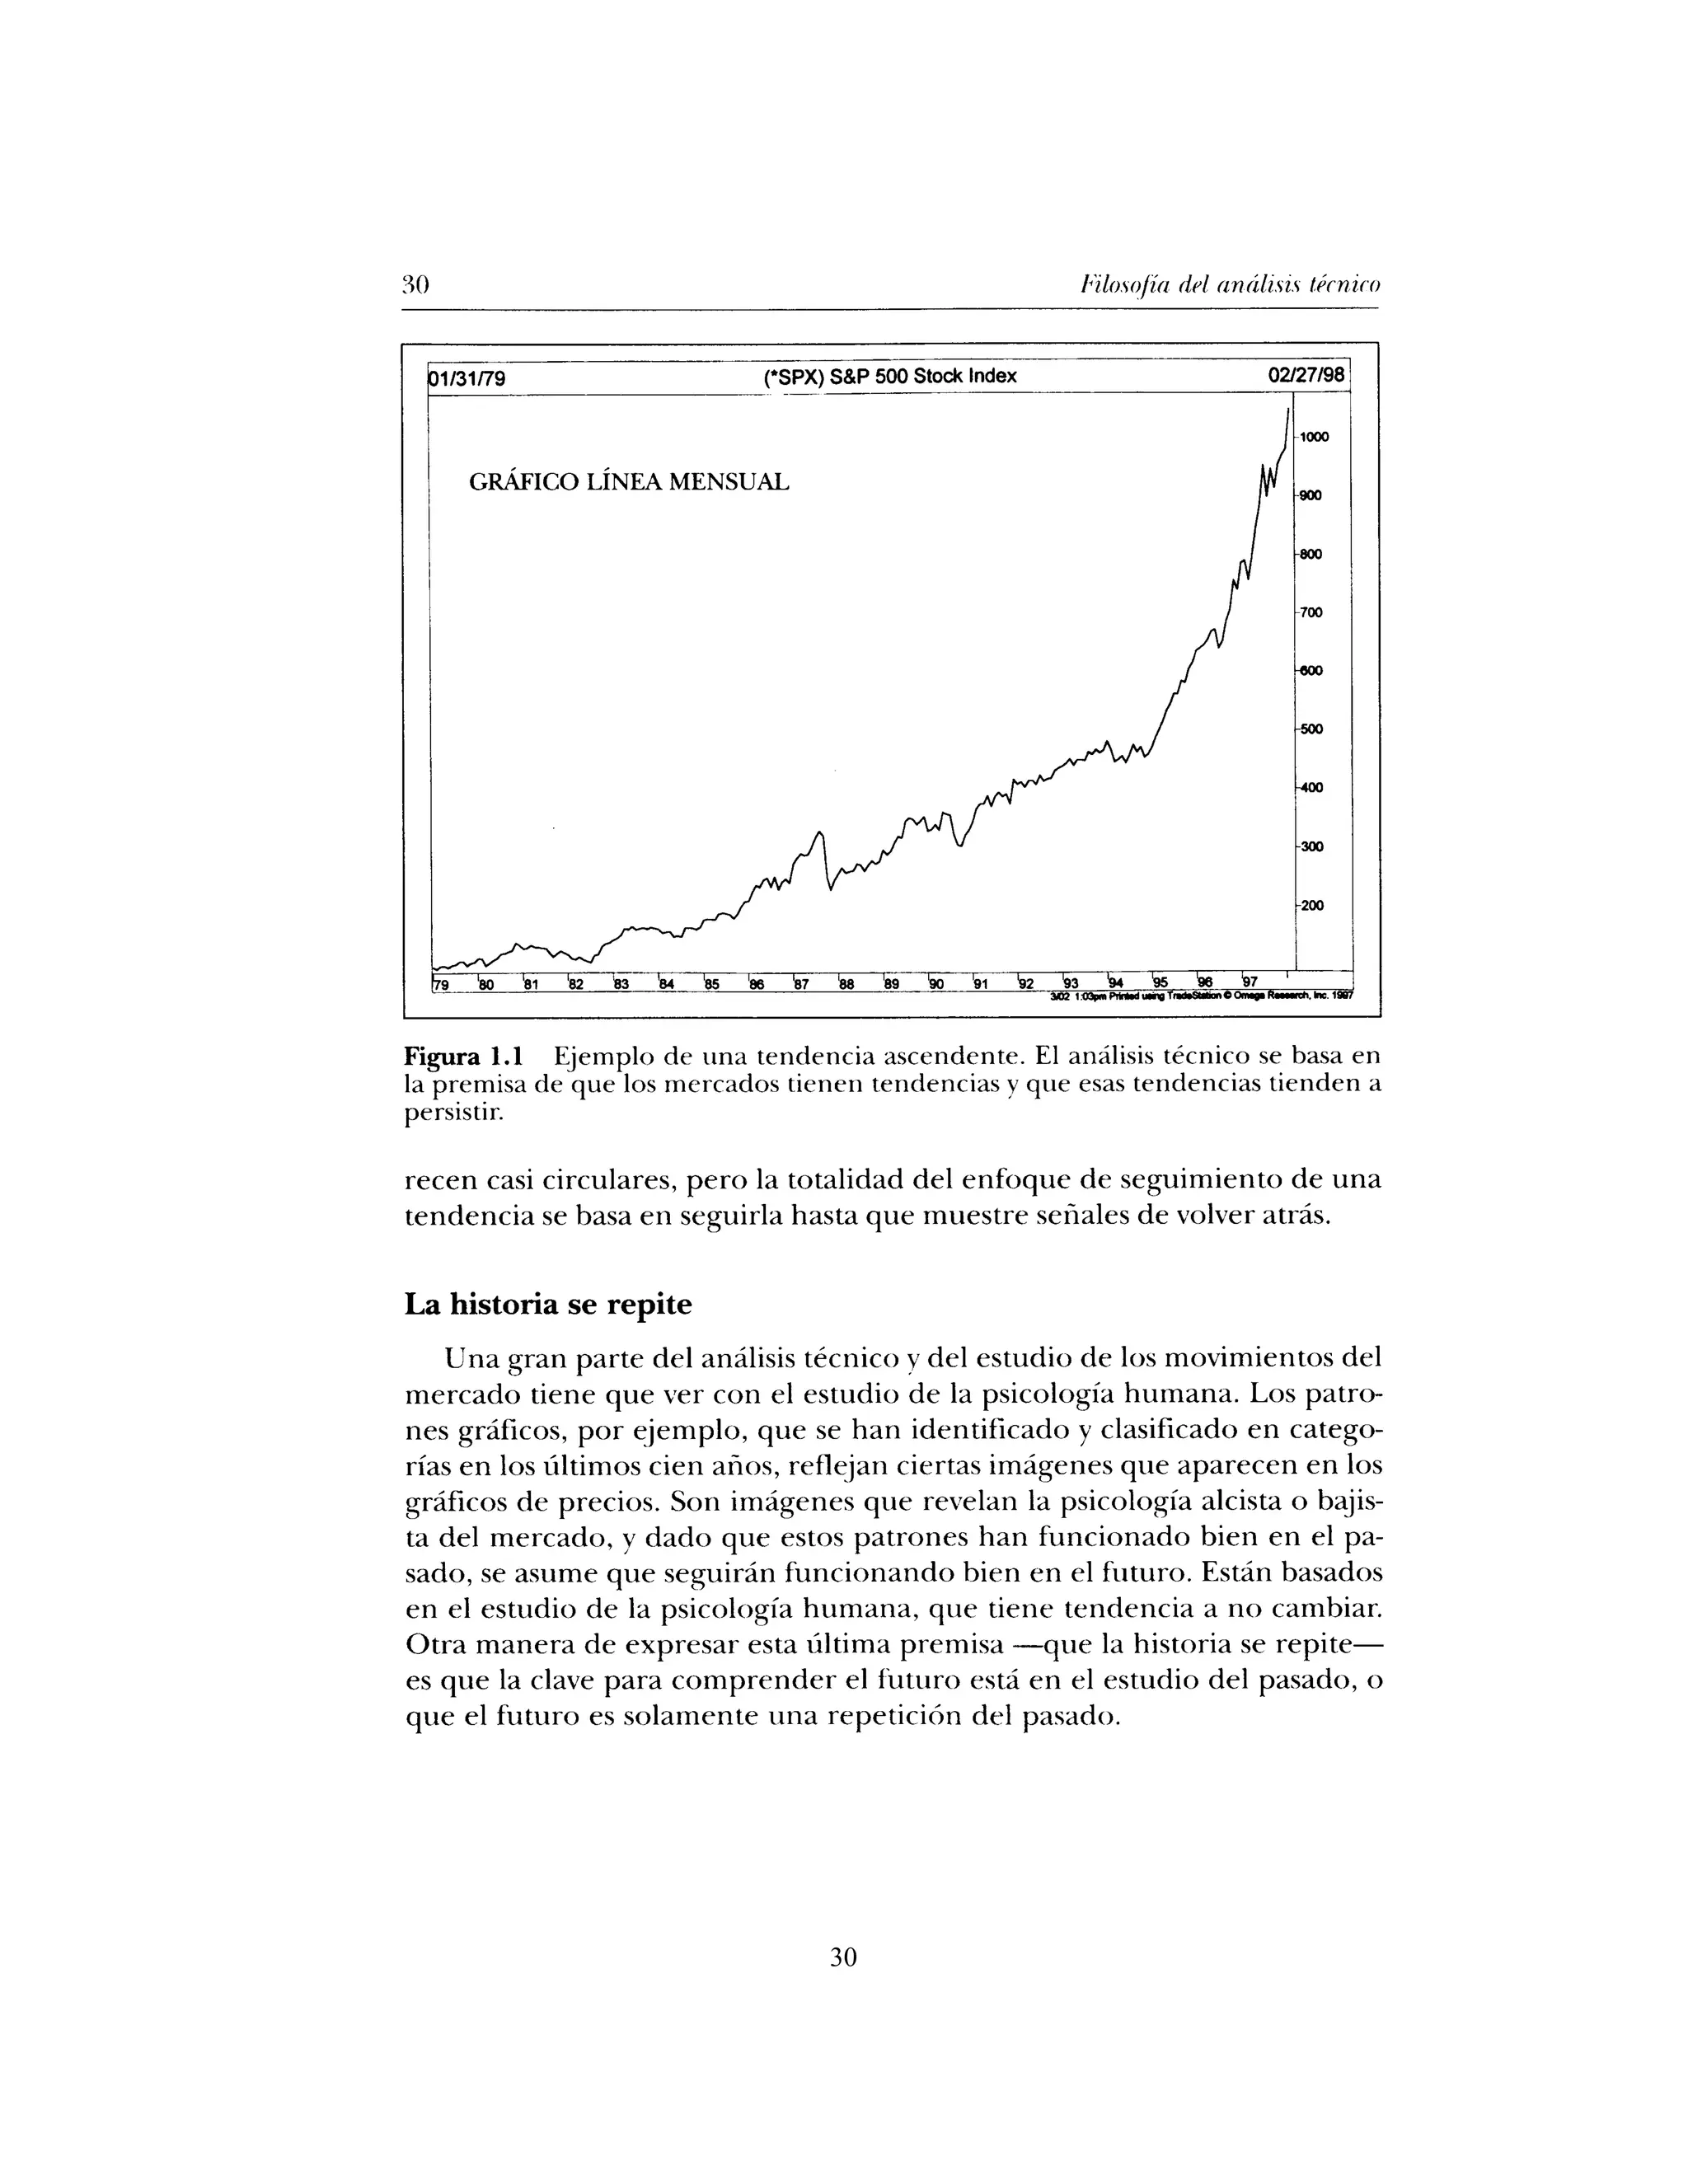 30 Filosofía del análisis técnico
01/31/79 (*SPX) S&P 500 Stock Index 02/27/98
GRÁFICO LÍNEA MENSUAL
1000
900
800
700
600
500
400
300
200
'79 '80 '81 '82 '83 '84 '85 '86 '87 '88 '89 '90 '91 '92 '93 '94 '95 '96 '97
3/02 1:03pm Printed using TradeStation © Omega Research, Inc. 1997
Figura 1.1 Ejemplo de una tendencia ascendente. El análisis técnico se basa en
la premisa de que los mercados tienen tendencias y que esas tendencias tienden a
persistir.
recen casi circulares, pero la totalidad del enfoque de seguimiento de una
tendencia se basa en seguirla hasta que muestre señales de volver atrás.
La historia se repite
Una gran parte del análisis técnico y del estudio de los movimientos del
mercado tiene que ver con el estudio de la psicología humana. Los patro-
nes gráficos, por ejemplo, que se han identificado y clasificado en catego-
rías en los últimos cien años, reflejan ciertas imágenes que aparecen en los
gráficos de precios. Son imágenes que revelan la psicología alcista o bajis-
ta del mercado, y dado que estos patrones han funcionado bien en el pa-
sado, se asume que seguirán funcionando bien en el futuro. Están basados
en el estudio de la psicología humana, que tiene tendencia a no cambiar.
Otra manera de expresar esta última premisa —que la historia se repite—
es que la clave para comprender el futuro está en el estudio del pasado, o
que el futuro es solamente una repetición del pasado.
30